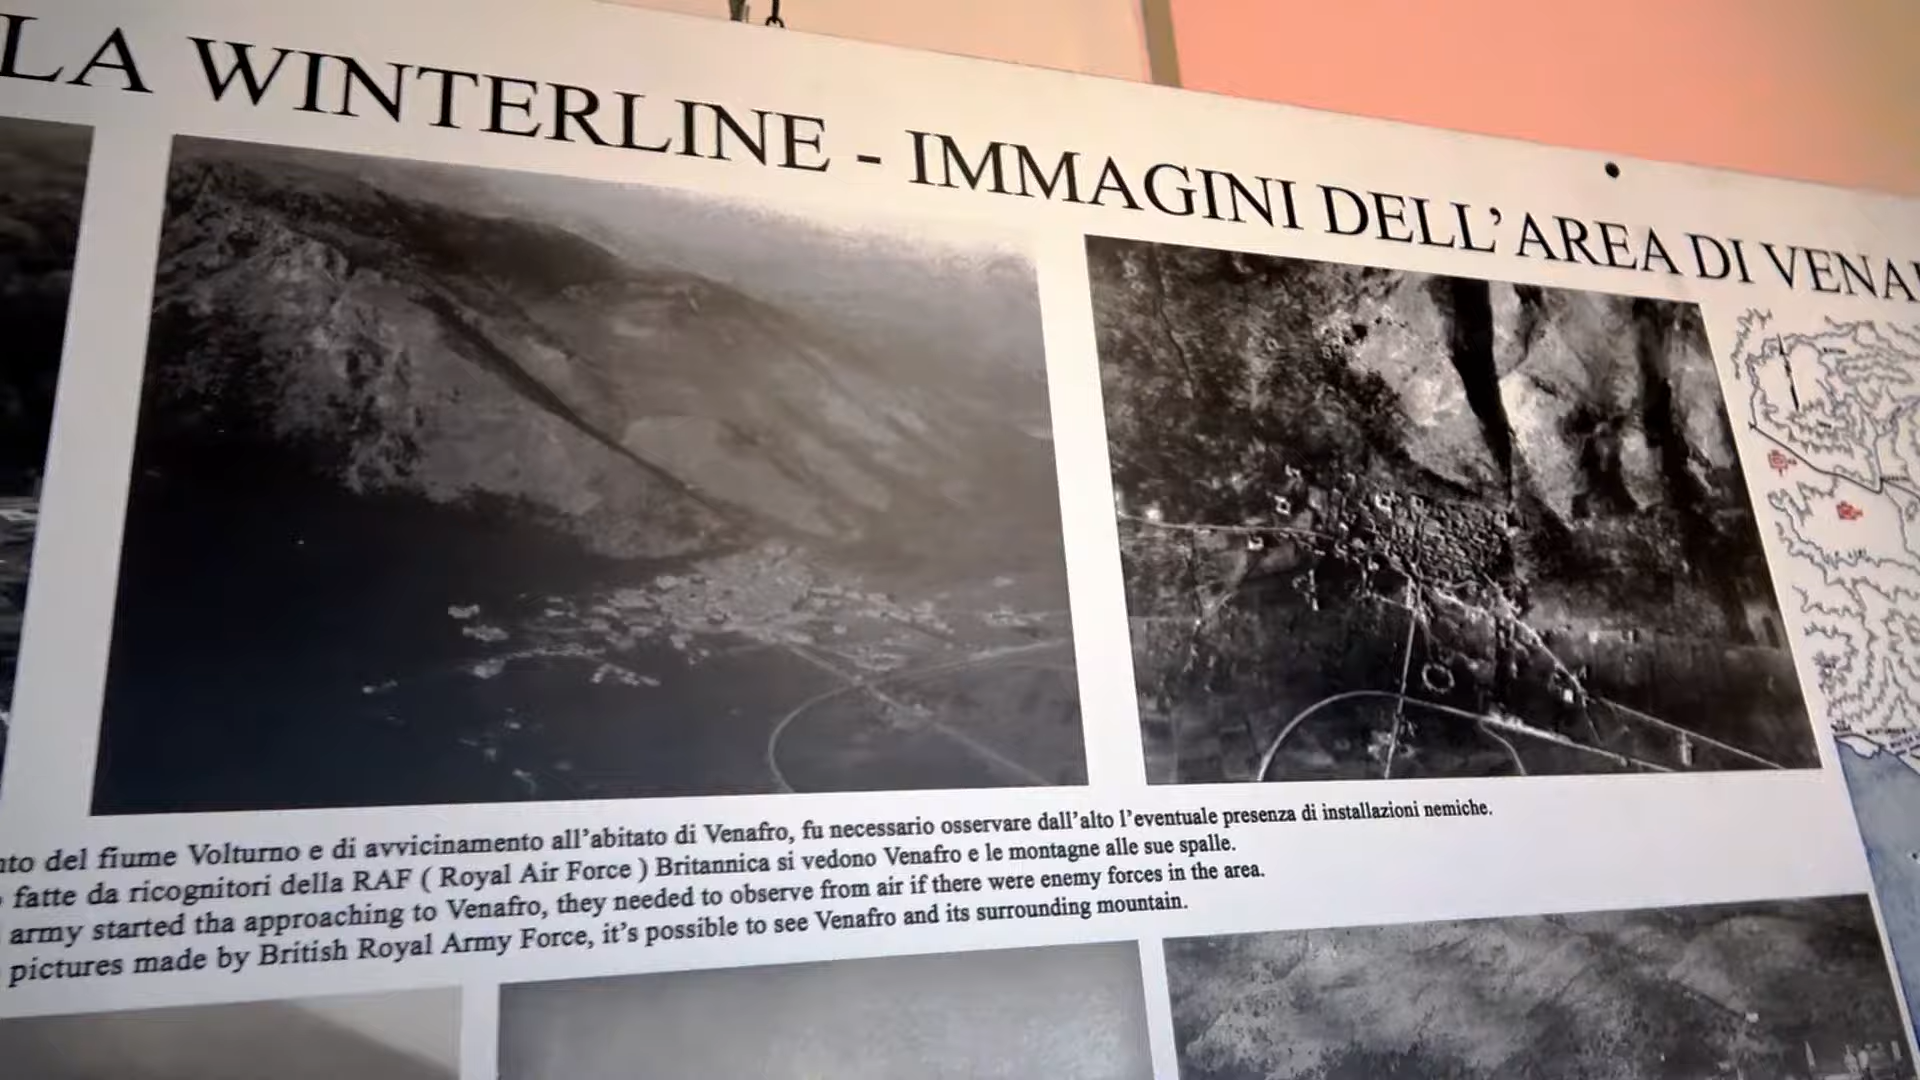 LA WINTERLINE - IMMAGINI DELL'AREA DI VENA
del fiume Volturno e di avvicinamento all'abitato di Venafro, fu necessario osservare dall'alto l'eventuale presenza di installazioni nemiche.
fatte da ricognitori della RAF ( Royal Air Force ) Britannica si vedono Venafro e le montagne alle sue spalle.
army started tha approaching to Venafro, they needed to observe from air if there were enemy forces in the area.
pictures made by British Royal Army Force, it's possible to see Venafro and its surrounding mountain.